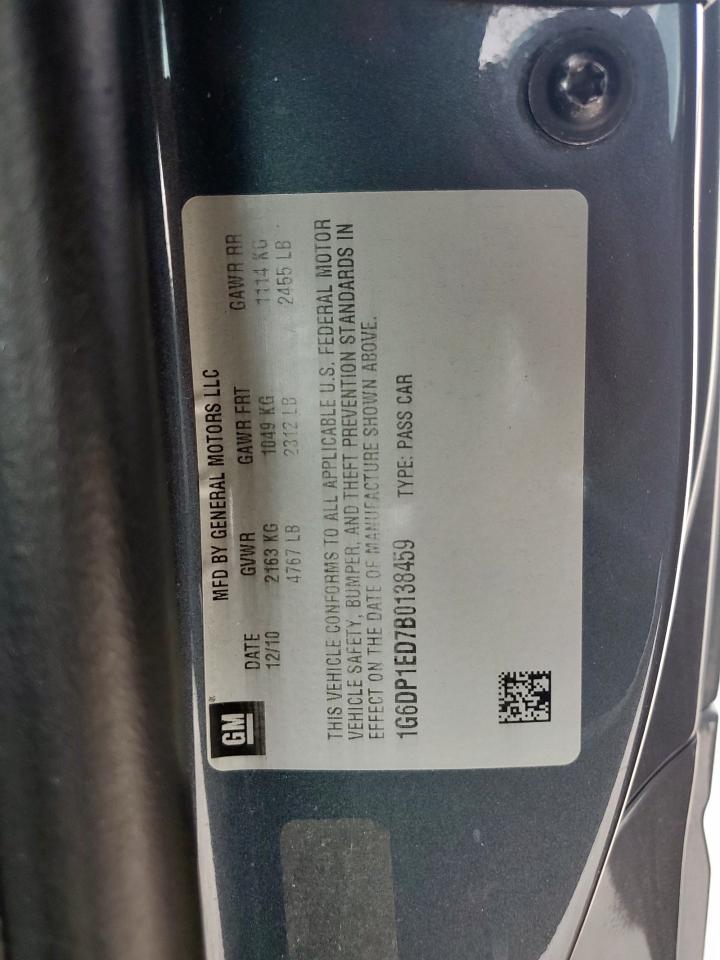 GM
MFD BY GENERAL MOTORS LLC
DATE GVWR GAWR FRT GAWR RR
12/10 2163 KG 1049 KG 1114 KG
4767 LB 2312 LB 2455 LB
THIS VEHICLE CONFORMS TO ALL APPLICABLE U.S. FEDERAL MOTOR
VEHICLE SAFETY, BUMPER, AND THEFT PREVENTION STANDARDS IN
EFFECT ON THE DATE OF MANUFACTURE SHOWN ABOVE.
1G6DP1ED7B0138459 TYPE: PASS CAR